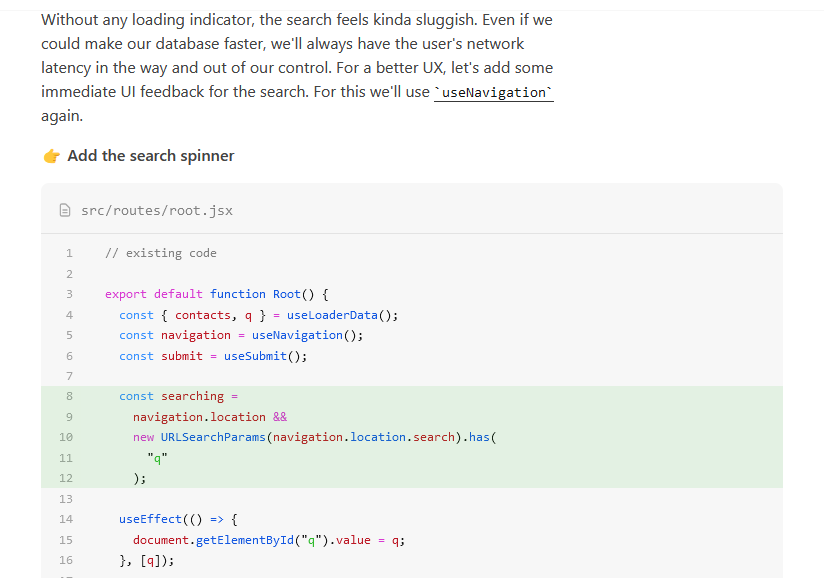 Without any loading indicator, the search feels kinda sluggish. Even if we
could make our database faster, we'll always have the user's network
latency in the way and out of our control. For a better UX, let's add some
immediate UI feedback for the search. For this we'll use `useNavigation`
again.
👉 Add the search spinner
src/routes/root.jsx
1 // existing code
2
3 export default function Root() {
4   const { contacts, q } = useLoaderData();
5   const navigation = useNavigation();
6   const submit = useSubmit();
7
8   const searching =
9     navigation.location &&
10     new URLSearchParams(navigation.location.search).has(
11       "q"
12     );
13
14   useEffect(() => {
15     document.getElementById("q").value = q;
16   }, [q]);